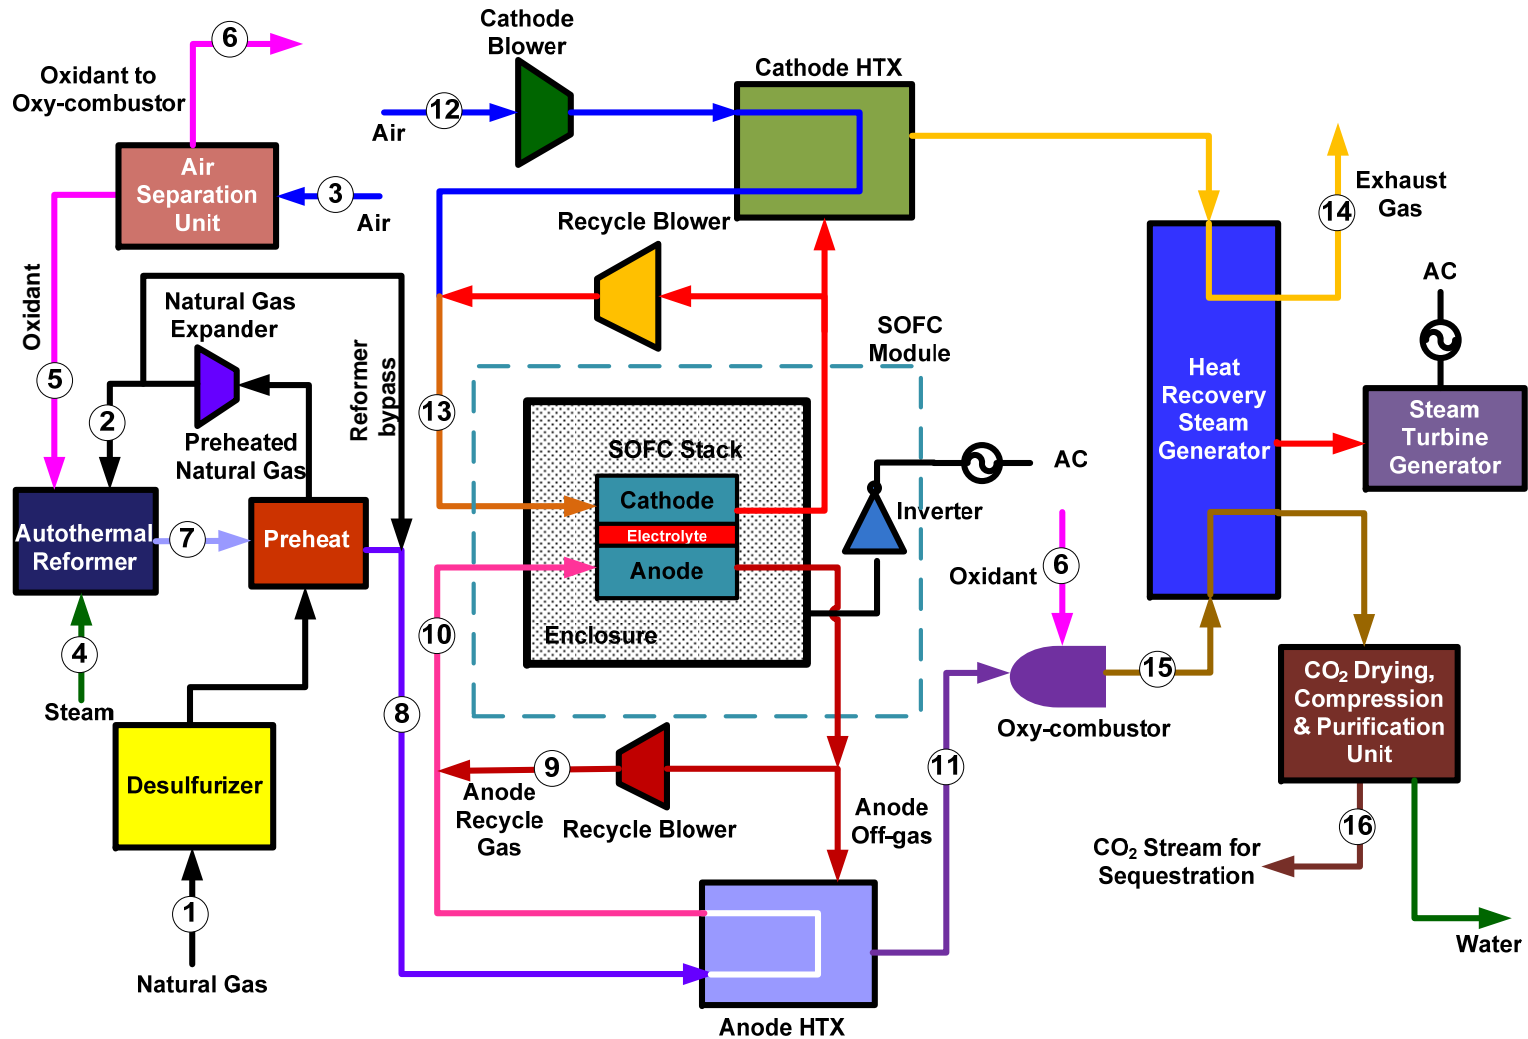 6
Oxidant to
Oxy-combustor
Air
Separation
Unit
3
Air
Cathode
Blower
12
Air
Cathode HTX
Recycle Blower
14
Exhaust
Gas
AC
Oxidant
5
Natural Gas
Expander
2
Preheated
Natural Gas
Reformer
bypass
13
SOFC
Module
SOFC Stack
Cathode
Electrolyte
Anode
Enclosure
AC
Inverter
Heat
Recovery
Steam
Generator
Steam
Turbine
Generator
Autothermal
Reformer
7
Preheat
4
Steam
10
8
Oxidant
6
15
Oxy-combustor
CO₂ Drying,
Compression
& Purification
Unit
Desulfurizer
9
Anode
Recycle
Gas
Recycle Blower
Anode
Off-gas
11
16
CO₂ Stream for
Sequestration
1
Natural Gas
Anode HTX
Water